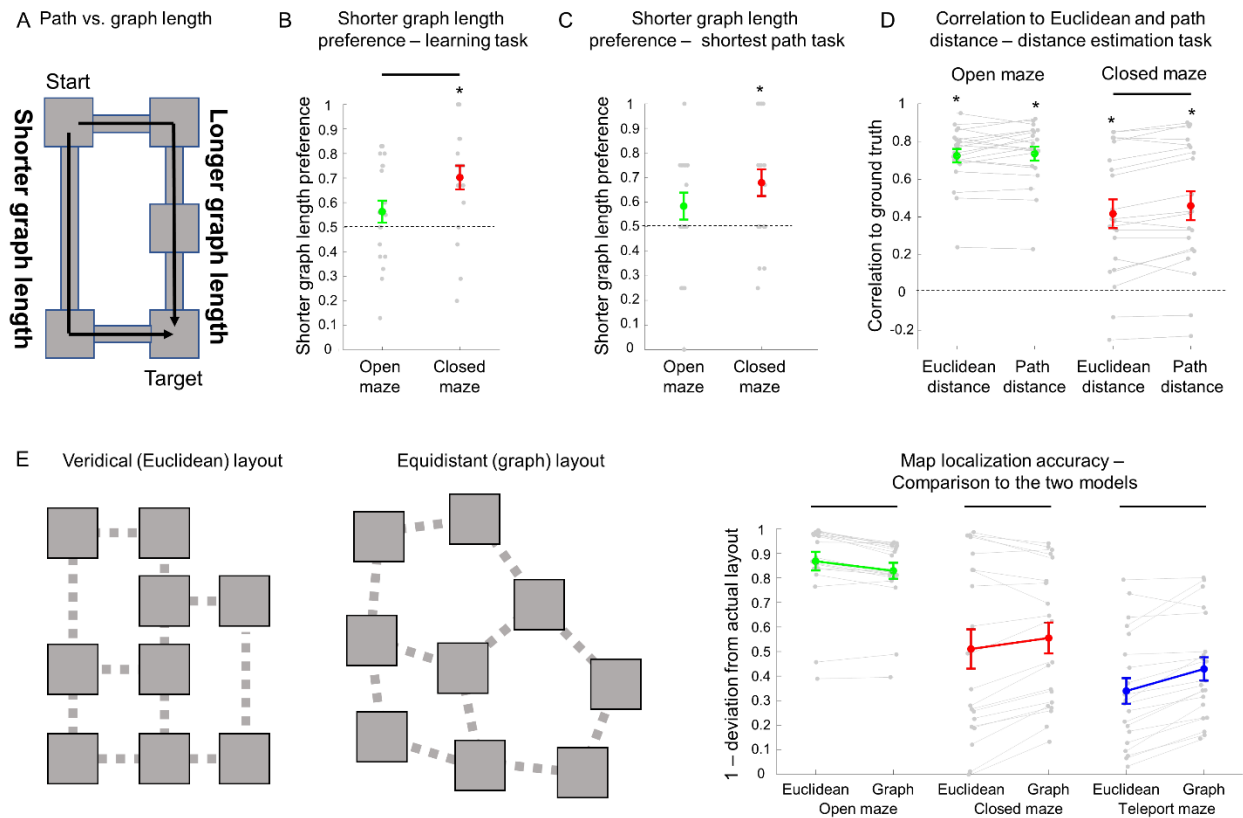 A Path vs. graph length
Start
Shorter graph length
Longer graph length
Target
B Shorter graph length
preference – learning task
*
Shorter graph length preference
1
0.9
0.8
0.7
0.6
0.5
0.4
0.3
0.2
0.1
0
Open
maze
Closed
maze
C Shorter graph length
preference – shortest path task
*
Shorter graph length preference
1
0.9
0.8
0.7
0.6
0.5
0.4
0.3
0.2
0.1
0
Open
maze
Closed
maze
D Correlation to Euclidean and path
distance – distance estimation task
Open maze
Closed maze
* * * *
Correlation to ground truth
1
0.8
0.6
0.4
0.2
0
-0.2
Euclidean
distance
Path
distance
Euclidean
distance
Path
distance
E Veridical (Euclidean) layout
Equidistant (graph) layout
Map localization accuracy –
Comparison to the two models
1 – deviation from actual layout
1
0.9
0.8
0.7
0.6
0.5
0.4
0.3
0.2
0.1
0
Euclidean Graph
Open maze
Euclidean Graph
Closed maze
Euclidean Graph
Teleport maze